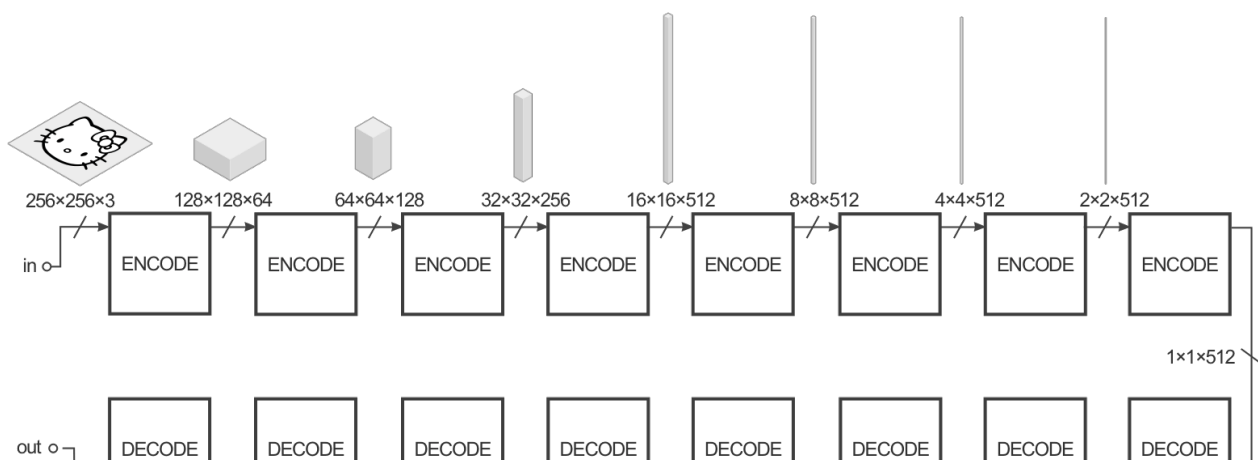 256×256×3 128×128×64 64×64×128 32×32×256 16×16×512 8×8×512 4×4×512 2×2×512
in ENCODE ENCODE ENCODE ENCODE ENCODE ENCODE ENCODE ENCODE
1×1×512
out DECODE DECODE DECODE DECODE DECODE DECODE DECODE DECODE